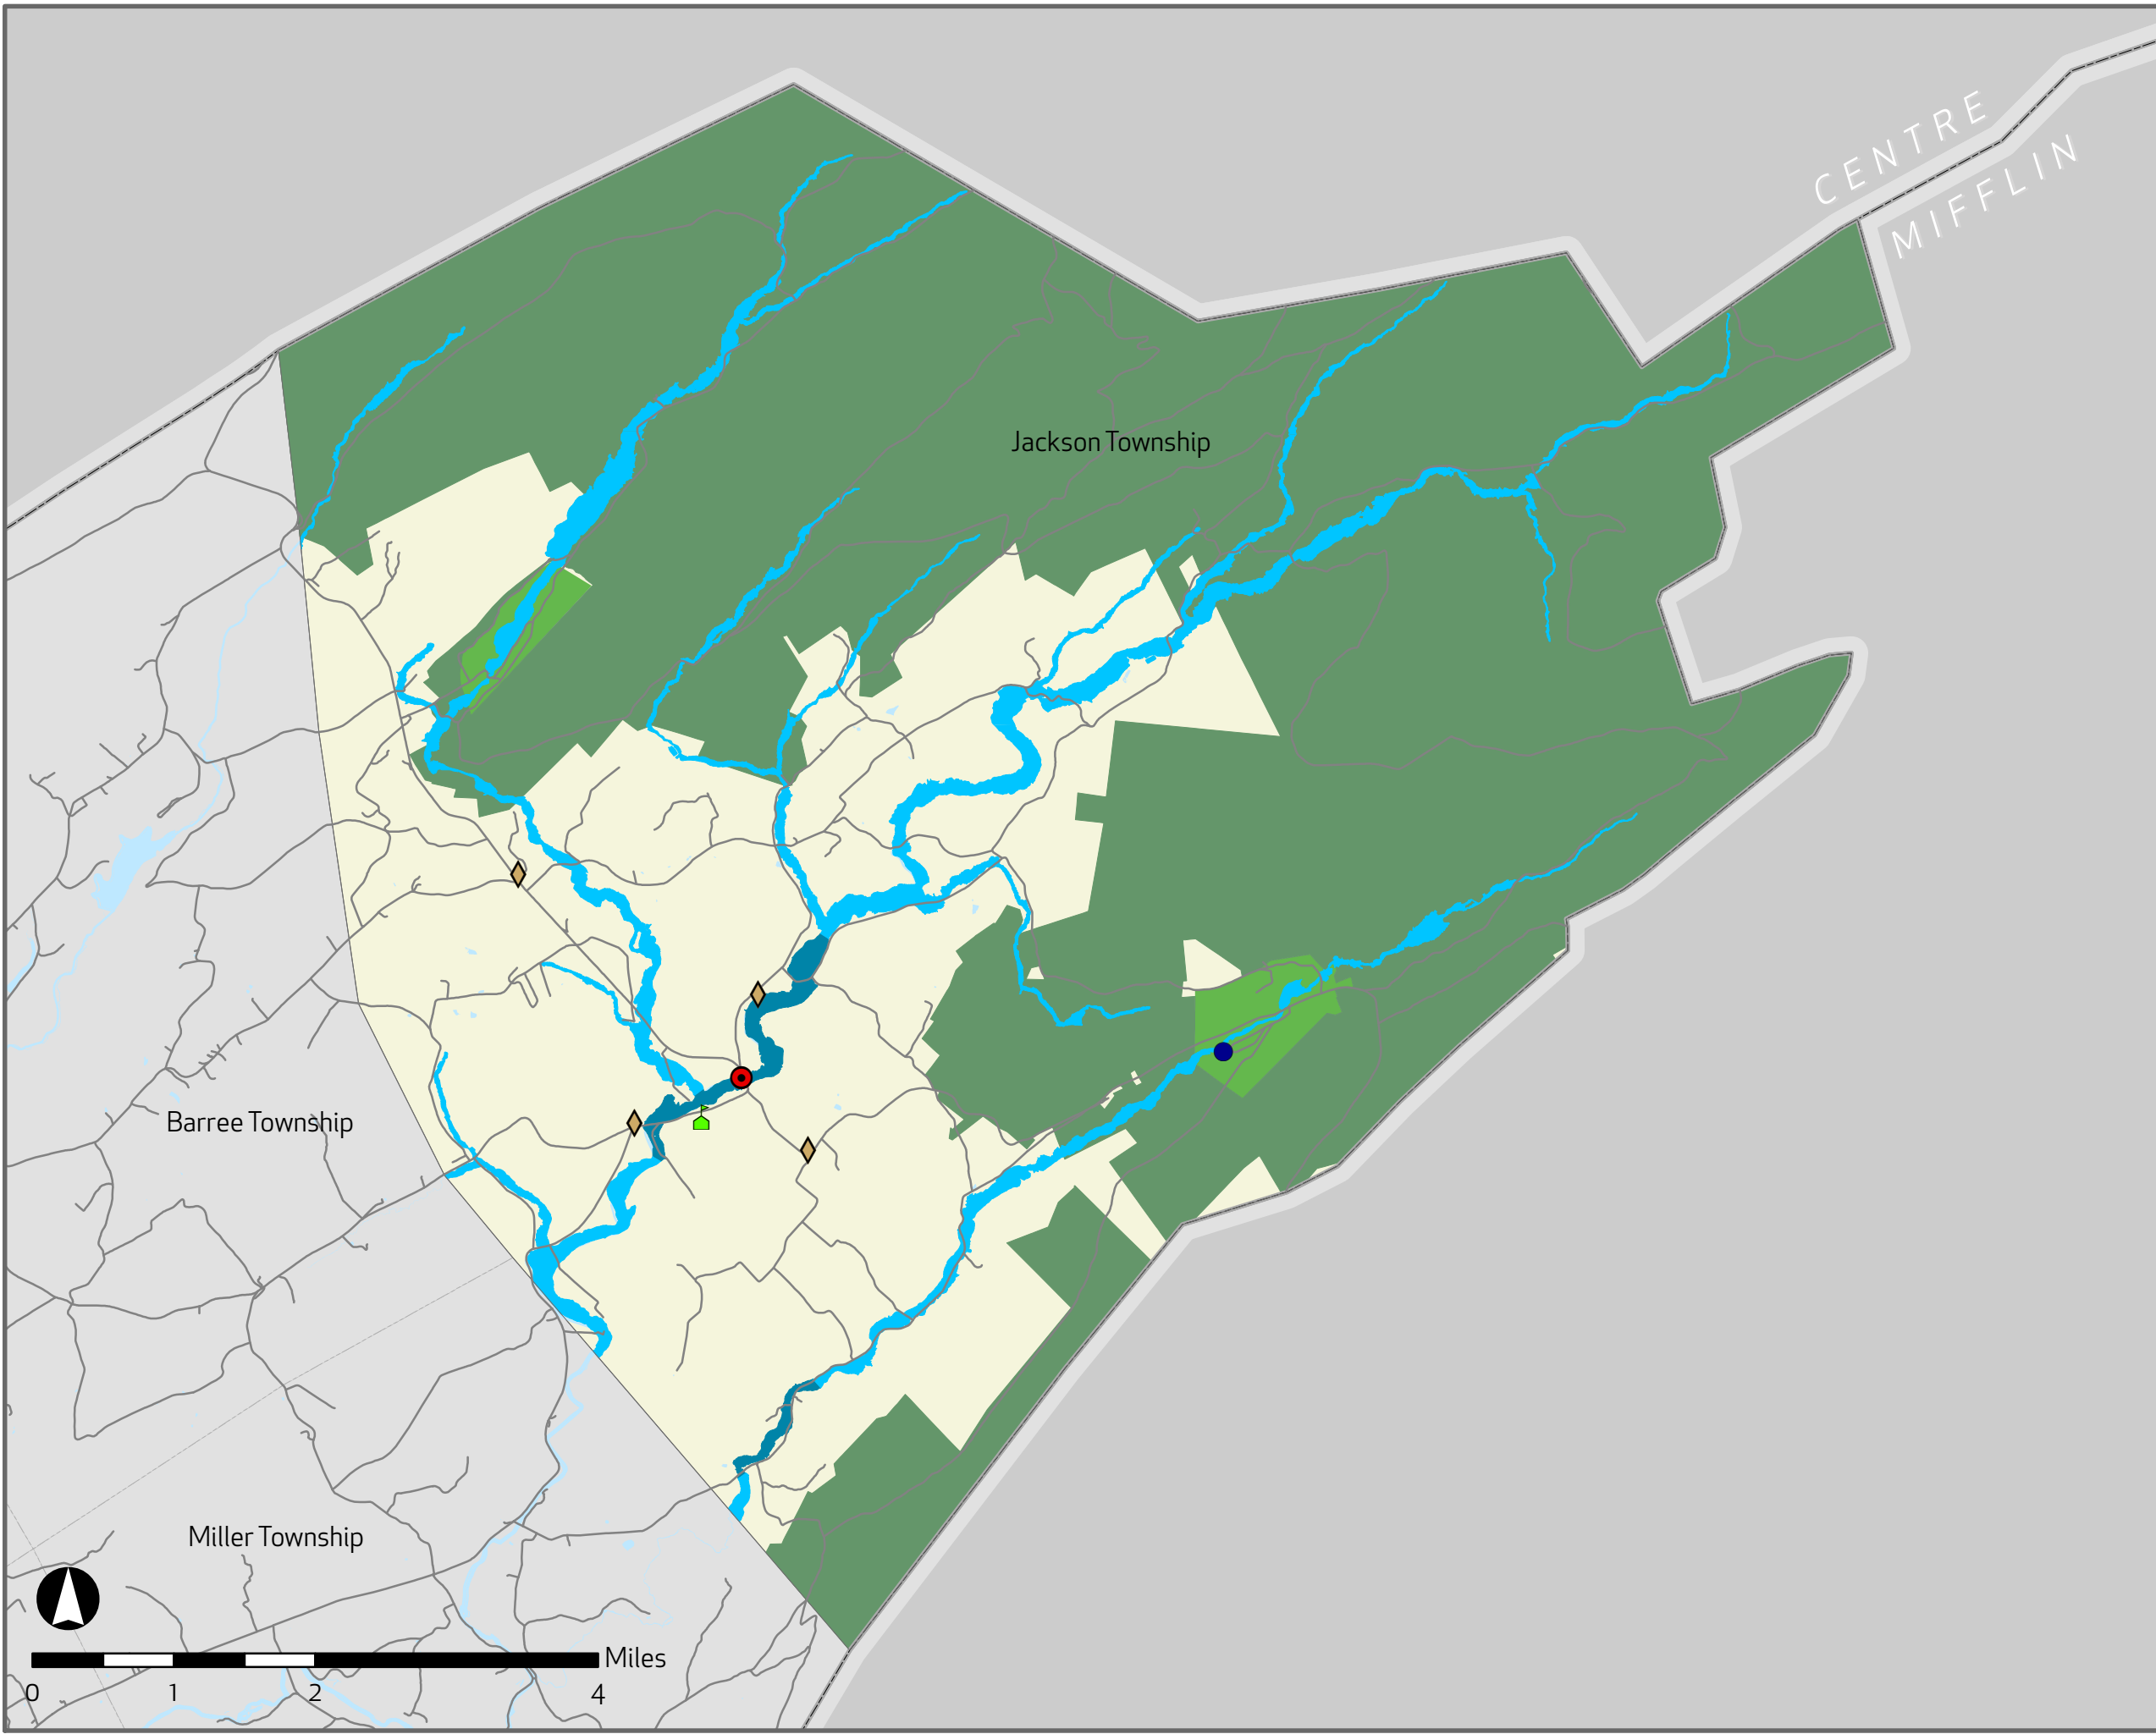 CENTRE
MIFFLIN
Jackson Township
Barree Township
Miller Township
Miles
0 1 2 4